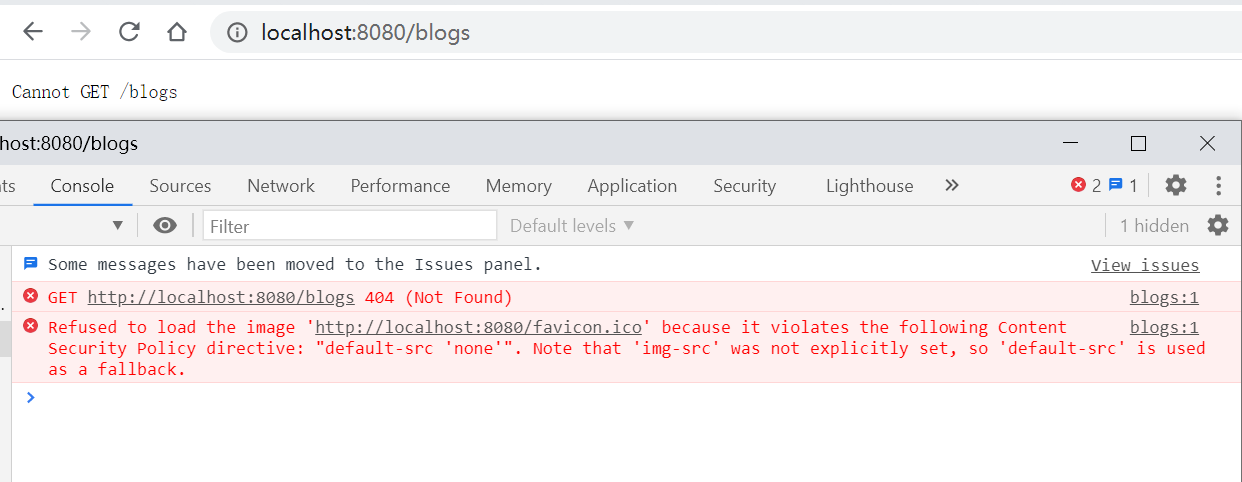 localhost:8080/blogs
Cannot GET /blogs
host:8080/blogs
ts Console Sources Network Performance Memory Application Security Lighthouse » 2 1
Filter Default levels ▼ 1 hidden
Some messages have been moved to the Issues panel. View issues
GET http://localhost:8080/blogs 404 (Not Found) blogs:1
Refused to load the image 'http://localhost:8080/favicon.ico' because it violates the following Content blogs:1
Security Policy directive: "default-src 'none'". Note that 'img-src' was not explicitly set, so 'default-src' is used
as a fallback.